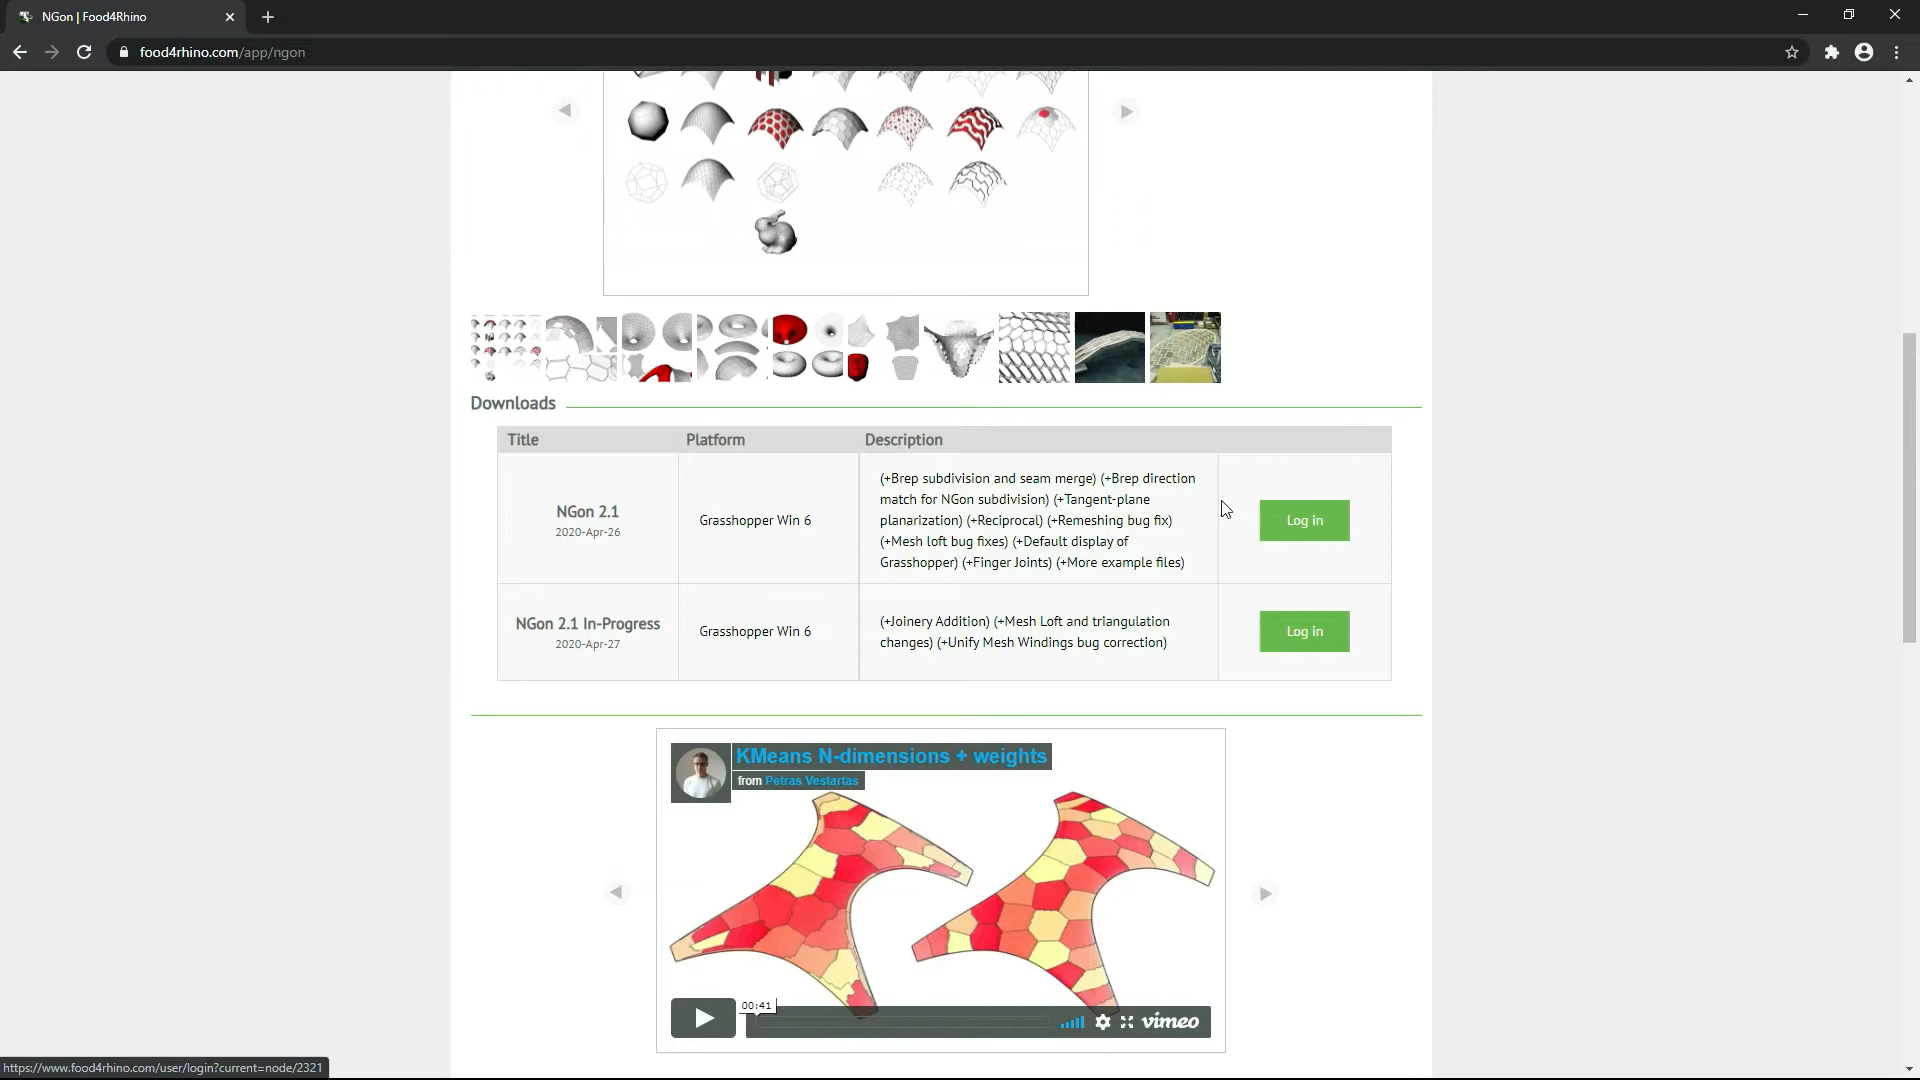 NGon | Food4Rhino
food4rhino.com/app/ngon
Downloads
Title Platform Description
NGon 2.1
2020-Apr-26
Grasshopper Win 6
(+Brep subdivision and seam merge) (+Brep direction
match for NGon subdivision) (+Tangent-plane
planarization) (+Reciprocal) (+Remeshing bug fix)
(+Mesh loft bug fixes) (+Default display of
Grasshopper) (+Finger Joints) (+More example files)
Log in
NGon 2.1 In-Progress
2020-Apr-27
Grasshopper Win 6
(+Joinery Addition) (+Mesh Loft and triangulation
changes) (+Unify Mesh Windings bug correction)
Log in
KMeans N-dimensions + weights
from Petras Vestartas
00:41
vimeo
https://www.food4rhino.com/user/login?current=node/2321